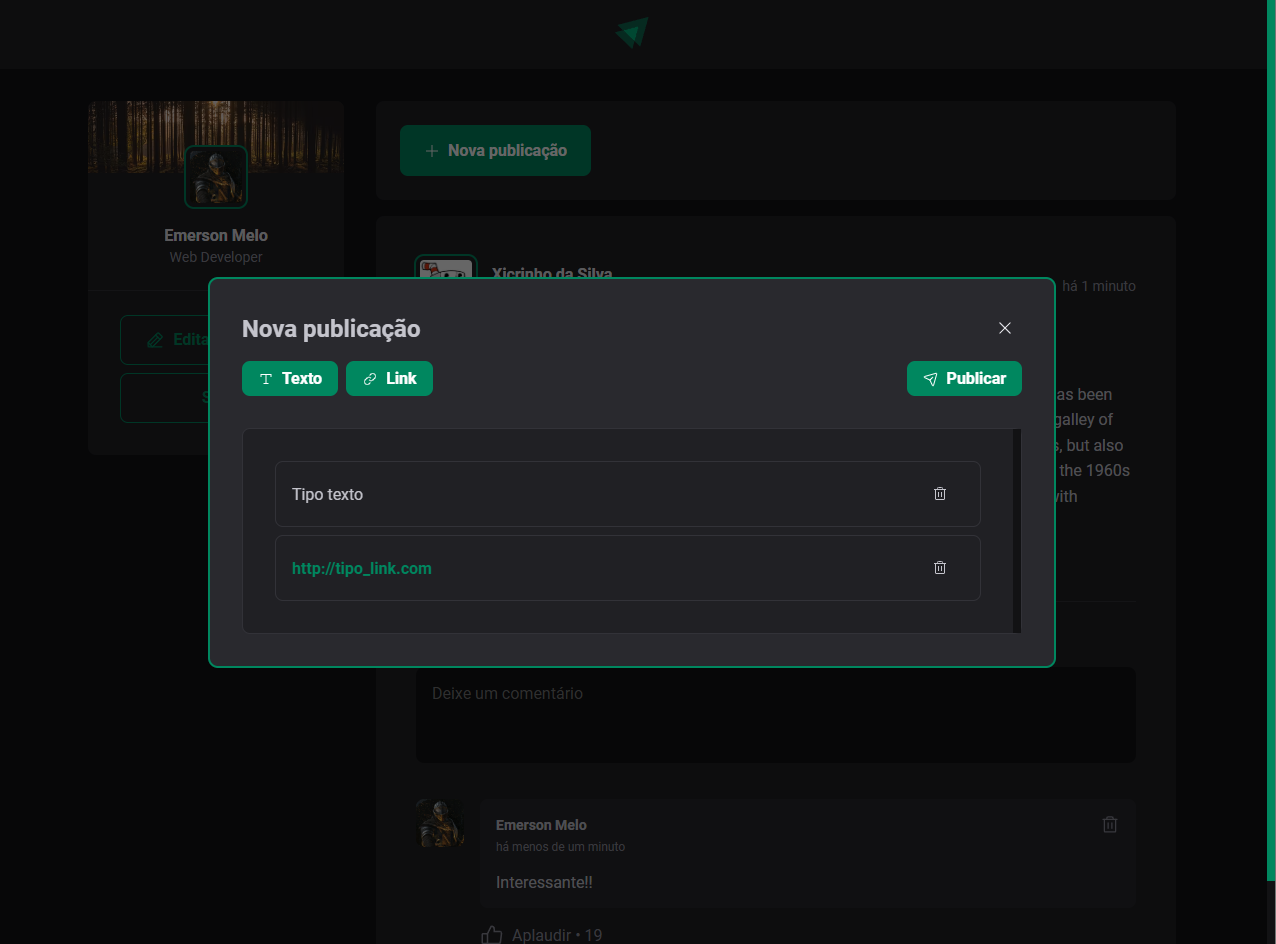 Nova publicação
Emerson Melo
Web Developer
Xicrinho da Silva
há 1 minuto
Edita
S
Nova publicação
Texto
Link
Publicar
as been
galley of
s, but also
the 1960s
with
Tipo texto
http://tipo_link.com
Deixe um comentário
Emerson Melo
há menos de um minuto
Interessante!!
Aplaudir • 19